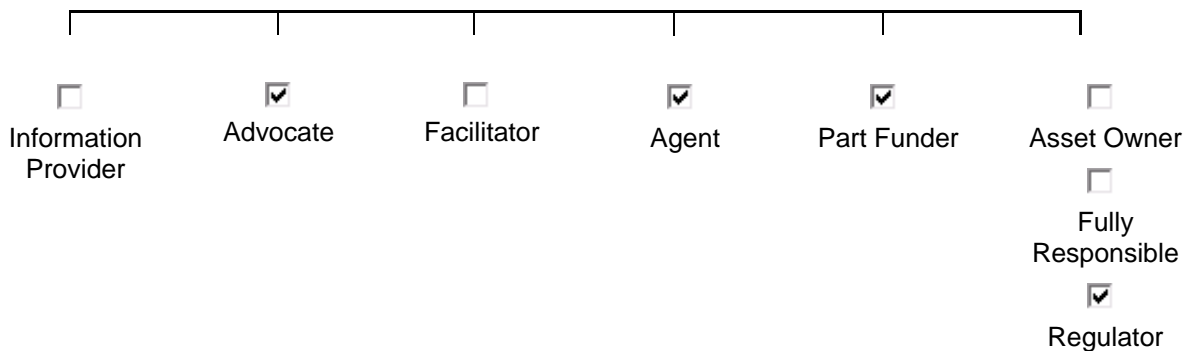 Information
Provider
Advocate
Facilitator
Agent
Part Funder
Asset Owner
Fully
Responsible
Regulator